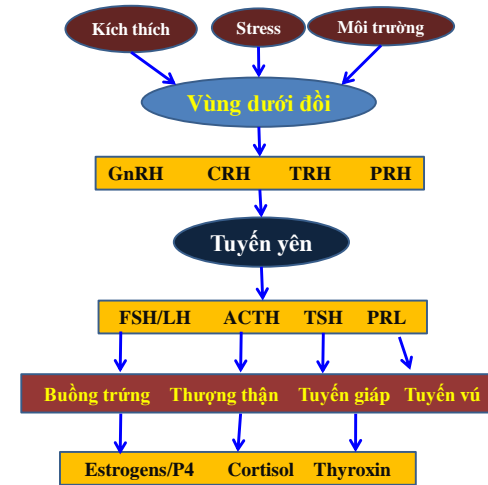 Kích thích Stress Môi trường
Vùng dưới đồi
GnRH CRH TRH PRH
Tuyến yên
FSH/LH ACTH TSH PRL
Buồng trứng Thượng thận Tuyến giáp Tuyến vú
Estrogens/P4 Cortisol Thyroxin